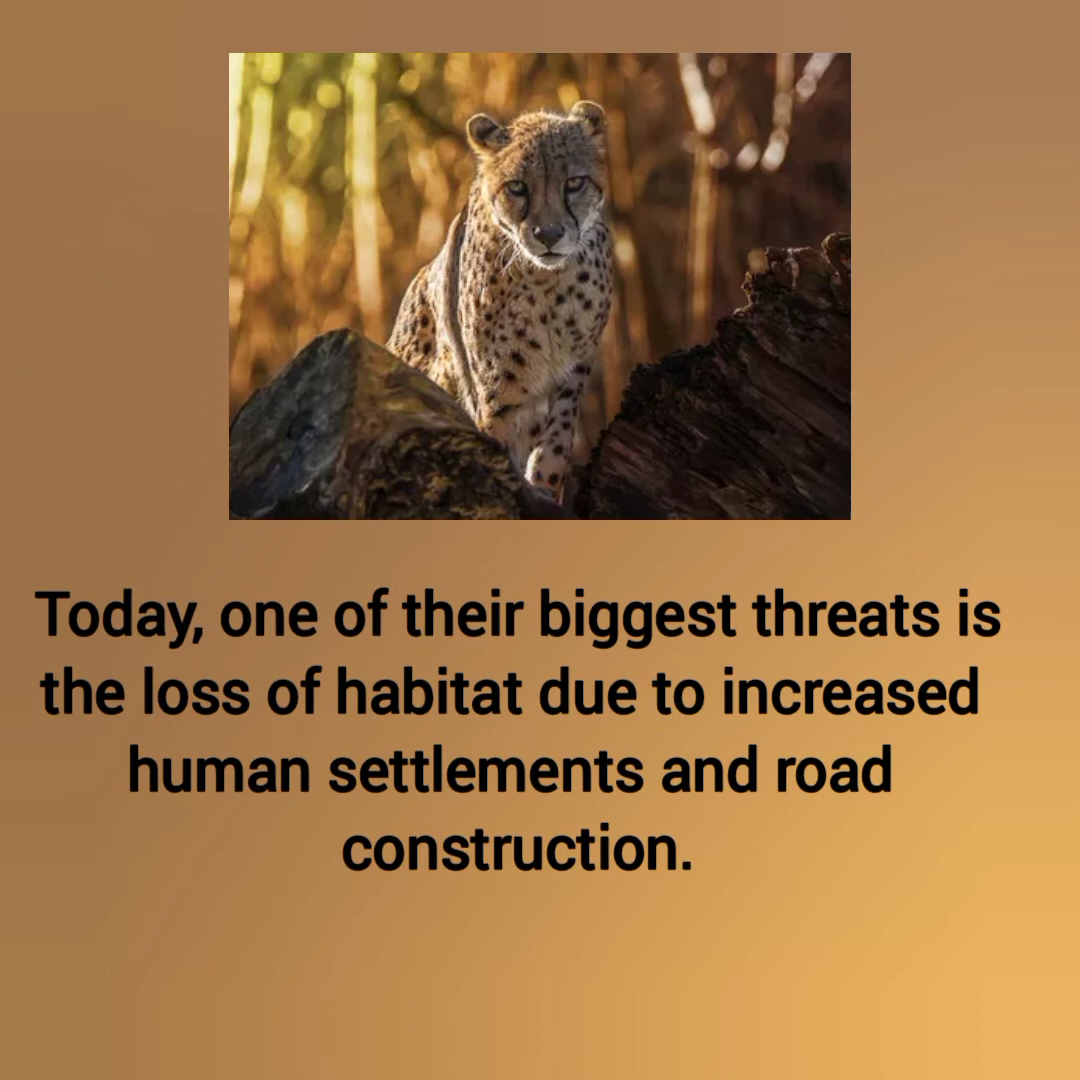 Today, one of their biggest threats is
the loss of habitat due to increased
human settlements and road
construction.